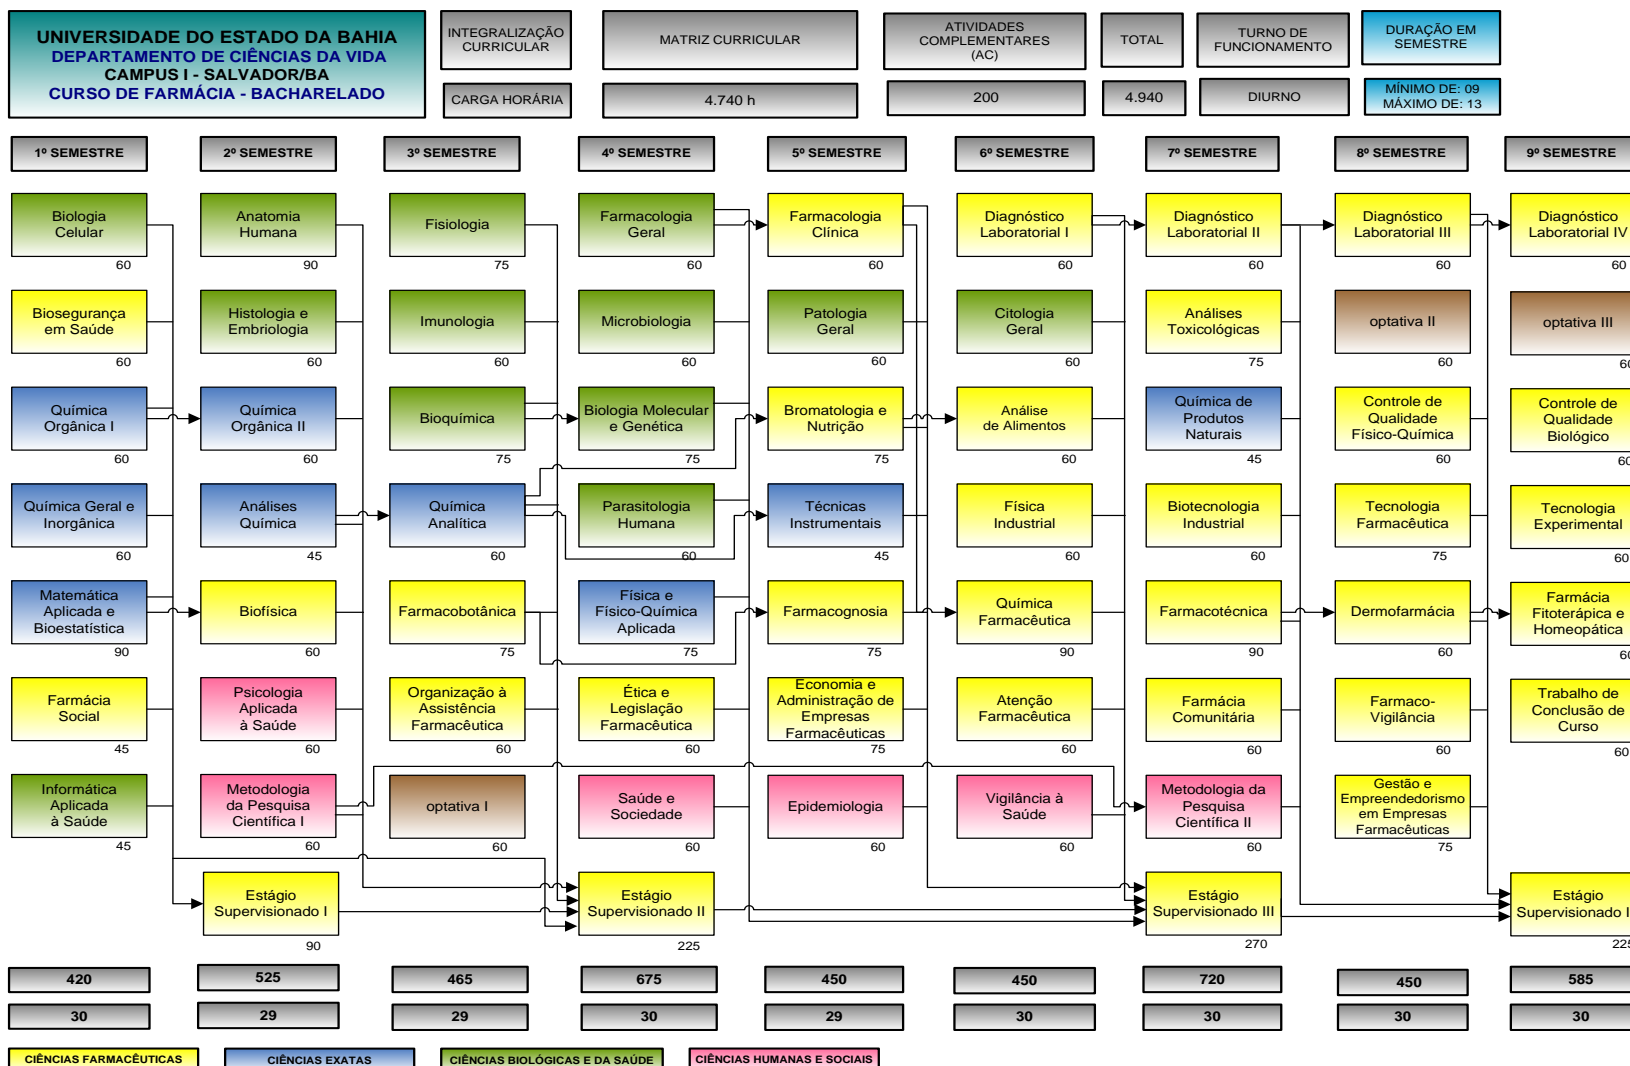 UNIVERSIDADE DO ESTADO DA BAHIA
DEPARTAMENTO DE CIÊNCIAS DA VIDA
CAMPUS I - SALVADOR/BA
CURSO DE FARMÁCIA - BACHARELADO
INTEGRALIZAÇÃO
CURRICULAR
MATRIZ CURRICULAR
ATIVIDADES
COMPLEMENTARES
(AC)
TOTAL
TURNO DE
FUNCIONAMENTO
DURAÇÃO EM
SEMESTRE
CARGA HORÁRIA
4.740 h
200
4.940
DIURNO
MÍNIMO DE: 09
MÁXIMO DE: 13
1º SEMESTRE
2º SEMESTRE
3º SEMESTRE
4º SEMESTRE
5º SEMESTRE
6º SEMESTRE
7º SEMESTRE
8º SEMESTRE
9º SEMESTRE
Biologia
Celular
60
Anatomia
Humana
90
Fisiologia
75
Farmacologia
Geral
60
Farmacologia
Clínica
60
Diagnóstico
Laboratorial I
60
Diagnóstico
Laboratorial II
60
Diagnóstico
Laboratorial III
60
Diagnóstico
Laboratorial IV
60
Biosegurança
em Saúde
60
Histologia e
Embriologia
60
Imunologia
60
Microbiologia
60
Patologia
Geral
60
Citologia
Geral
60
Análises
Toxicológicas
75
optativa II
60
optativa III
60
Química
Orgânica I
60
Química
Orgânica II
60
Bioquímica
75
Biologia Molecular
e Genética
75
Bromatologia e
Nutrição
75
Análise
de Alimentos
60
Química de
Produtos
Naturais
45
Controle de
Qualidade
Físico-Química
60
Controle de
Qualidade
Biológico
60
Química Geral e
Inorgânica
60
Análises
Química
45
Química
Analítica
60
Parasitologia
Humana
60
Técnicas
Instrumentais
45
Física
Industrial
60
Biotecnologia
Industrial
60
Tecnologia
Farmacêutica
75
Tecnologia
Experimental
60
Matemática
Aplicada e
Bioestatística
90
Biofísica
60
Farmacobotânica
75
Física e
Físico-Química
Aplicada
75
Farmacognosia
75
Química
Farmacêutica
90
Farmacotécnica
90
Dermofarmácia
60
Farmácia
Fitoterápica e
Homeopática
60
Farmácia
Social
45
Psicologia
Aplicada
à Saúde
60
Organização à
Assistência
Farmacêutica
60
Ética e
Legislação
Farmacêutica
60
Economia e
Administração de
Empresas
Farmacêuticas
75
Atenção
Farmacêutica
60
Farmácia
Comunitária
60
Farmaco-
Vigilância
60
Trabalho de
Conclusão de
Curso
60
Informática
Aplicada
à Saúde
45
Metodologia
da Pesquisa
Científica I
60
optativa I
60
Saúde e
Sociedade
60
Epidemiologia
60
Vigilância à
Saúde
60
Metodologia da
Pesquisa
Científica II
60
Gestão e
Empreendedorismo
em Empresas
Farmacêuticas
75
Estágio
Supervisionado I
90
Estágio
Supervisionado II
225
Estágio
Supervisionado III
270
Estágio
Supervisionado I
225
420
525
465
675
450
450
720
450
585
30
29
29
30
29
30
30
30
30
CIÊNCIAS FARMACÊUTICAS
CIÊNCIAS EXATAS
CIÊNCIAS BIOLÓGICAS E DA SAÚDE
CIÊNCIAS HUMANAS E SOCIAIS